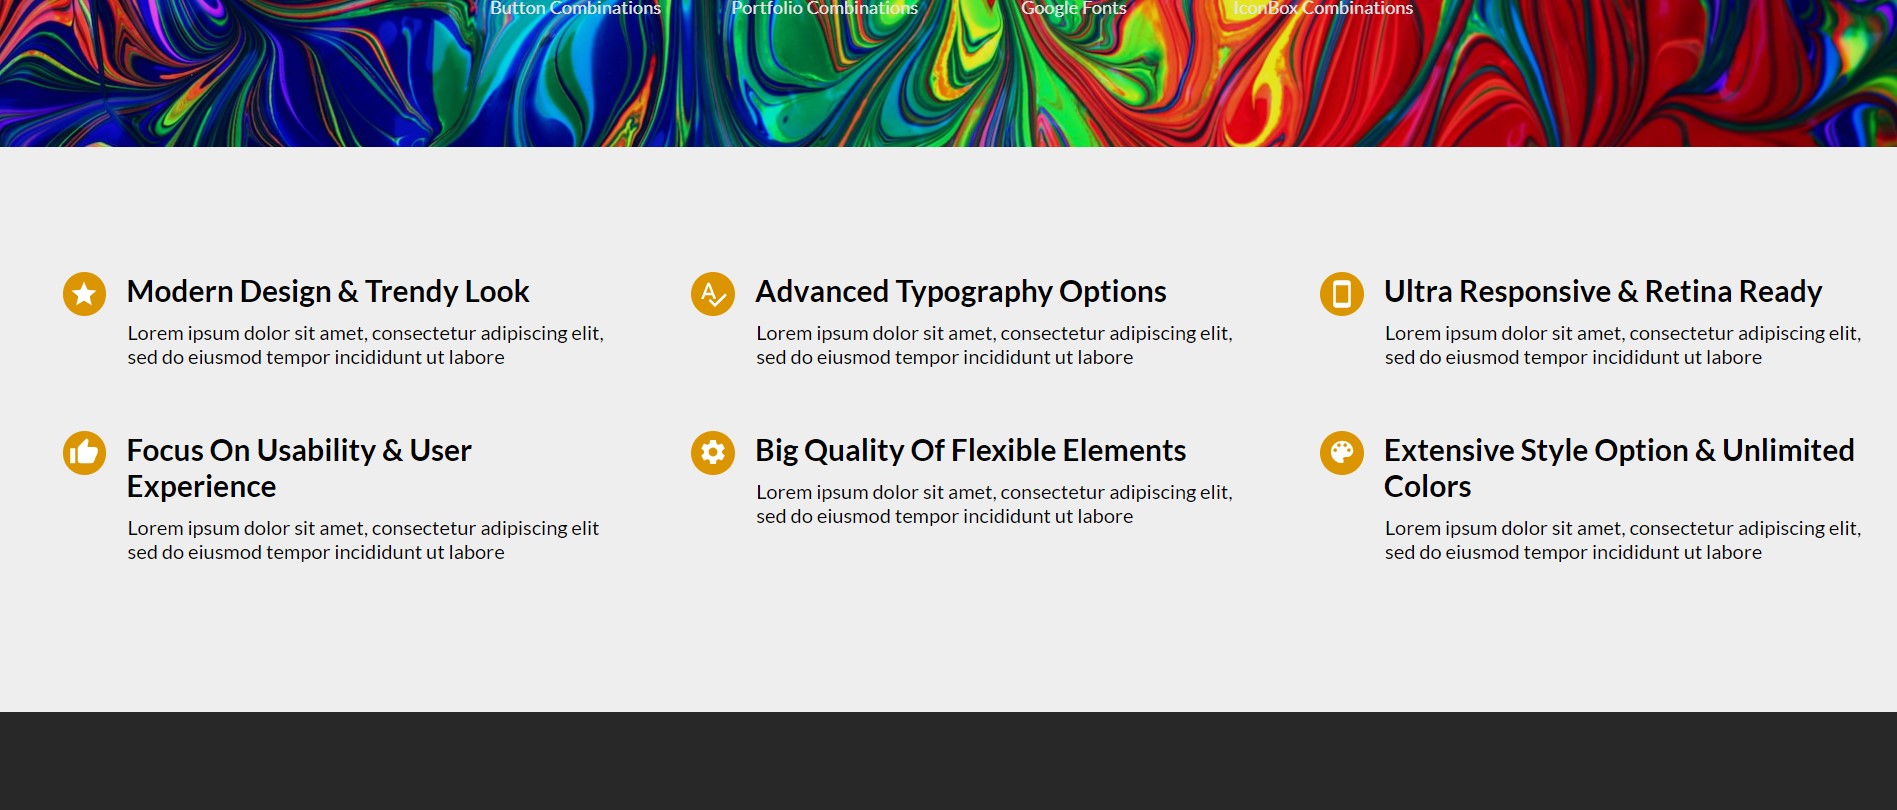 Button Combinations
Portfolio Combinations
Google Fonts
IconBox Combinations
Modern Design & Trendy Look
Lorem ipsum dolor sit amet, consectetur adipiscing elit,
sed do eiusmod tempor incididunt ut labore
Advanced Typography Options
Lorem ipsum dolor sit amet, consectetur adipiscing elit,
sed do eiusmod tempor incididunt ut labore
Ultra Responsive & Retina Ready
Lorem ipsum dolor sit amet, consectetur adipiscing elit,
sed do eiusmod tempor incididunt ut labore
Focus On Usability & User
Experience
Lorem ipsum dolor sit amet, consectetur adipiscing elit
sed do eiusmod tempor incididunt ut labore
Big Quality Of Flexible Elements
Lorem ipsum dolor sit amet, consectetur adipiscing elit,
sed do eiusmod tempor incididunt ut labore
Extensive Style Option & Unlimited
Colors
Lorem ipsum dolor sit amet, consectetur adipiscing elit,
sed do eiusmod tempor incididunt ut labore